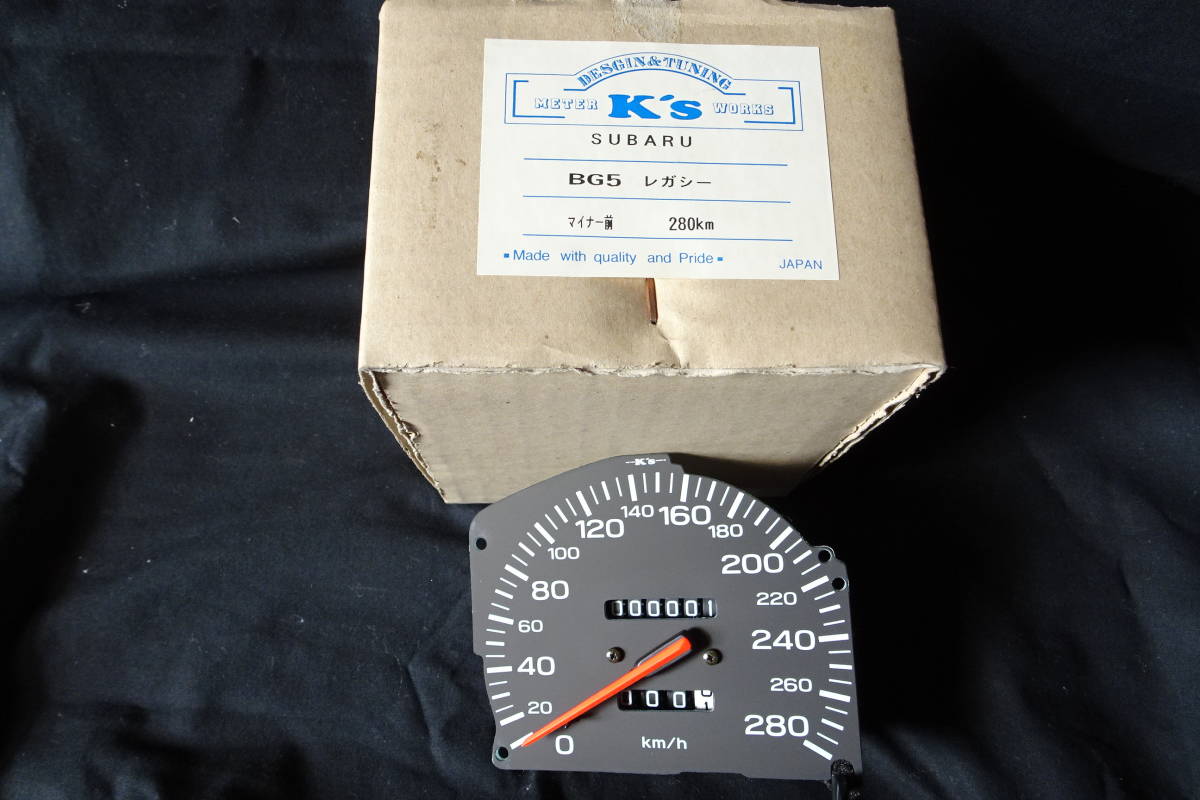 DESGIN&TUNING
METER K's WORKS
SUBARU
BG5 レガシー
マイナー前 280km
▪Made with quality and Pride▪
JAPAN
K's
0
20
40
60
80
100
120
140
160
180
200
220
240
260
280
000001
000
km/h